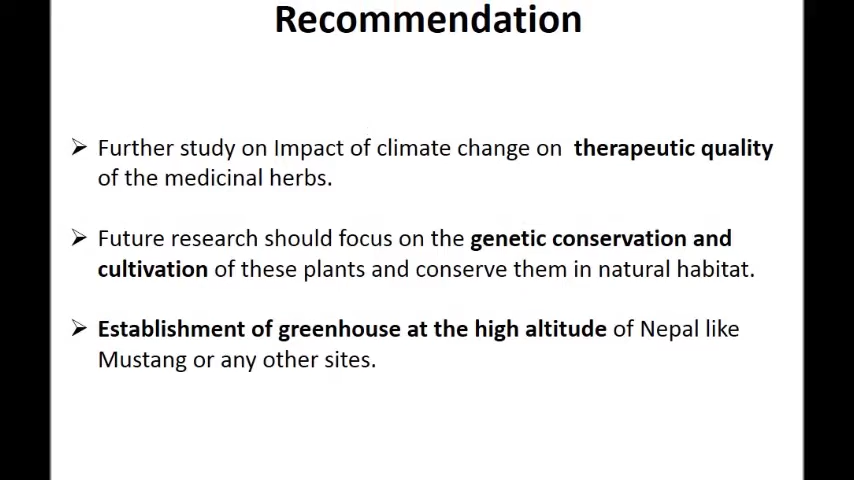 Recommendation
➢ Further study on Impact of climate change on therapeutic quality
of the medicinal herbs.
➢ Future research should focus on the genetic conservation and
cultivation of these plants and conserve them in natural habitat.
➢ Establishment of greenhouse at the high altitude of Nepal like
Mustang or any other sites.